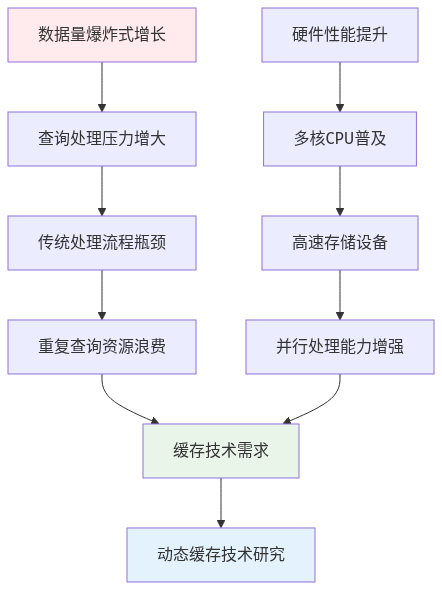 数据量爆炸式增长
硬件性能提升
查询处理压力增大
多核CPU普及
传统处理流程瓶颈
高速存储设备
重复查询资源浪费
并行处理能力增强
缓存技术需求
动态缓存技术研究